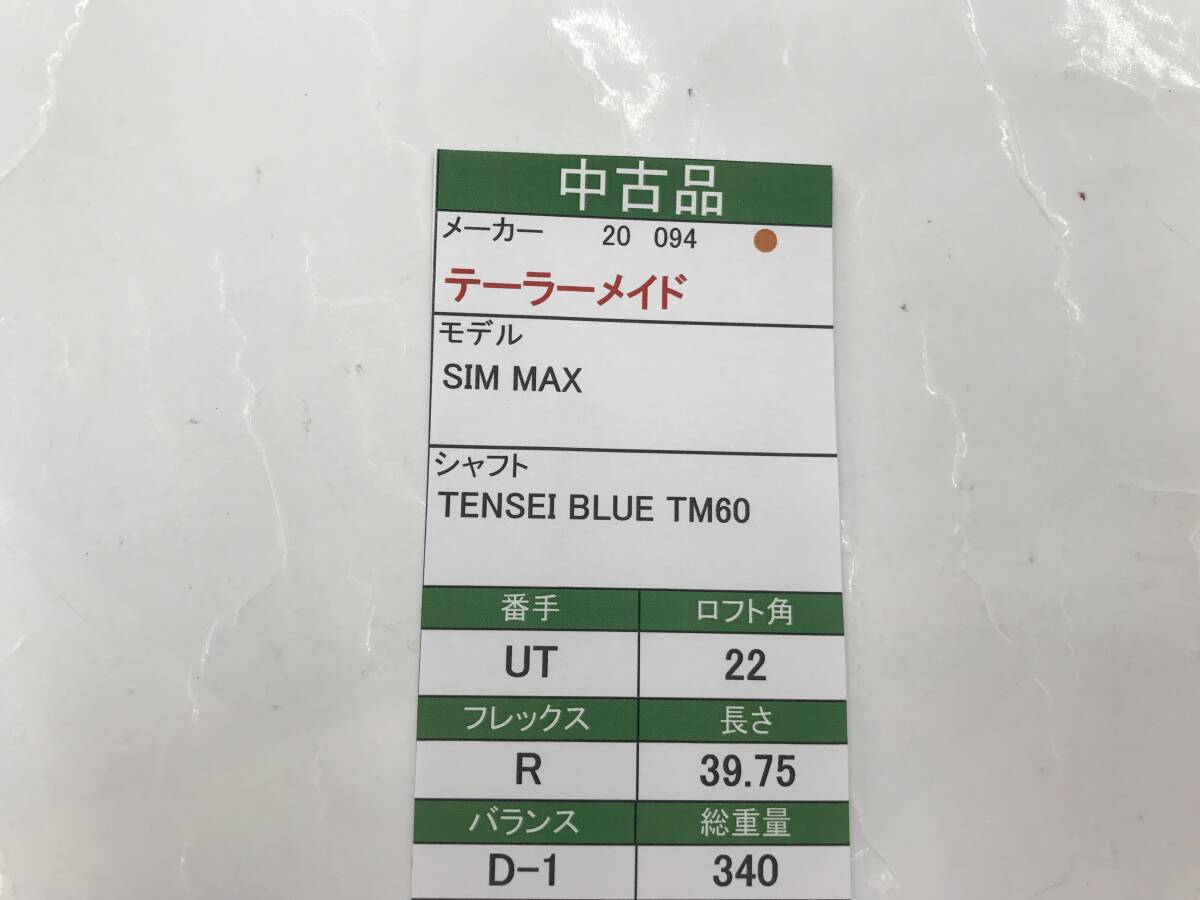 中古品
メーカー 20 094
テーラーメイド
モデル
SIM MAX
シャフト
TENSEI BLUE TM60
番手 ロフト角
UT 22
フレックス 長さ
R 39.75
バランス 総重量
D-1 340